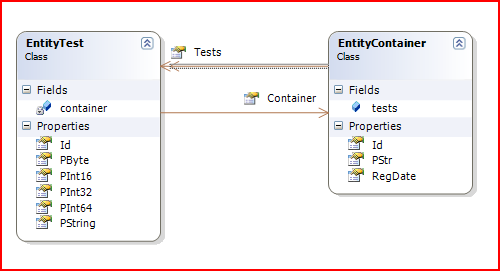 EntityTest
Class
Fields
container
Properties
Id
PByte
PInt16
PInt32
PInt64
PString
Tests
Container
EntityContainer
Class
Fields
tests
Properties
Id
PStr
RegDate